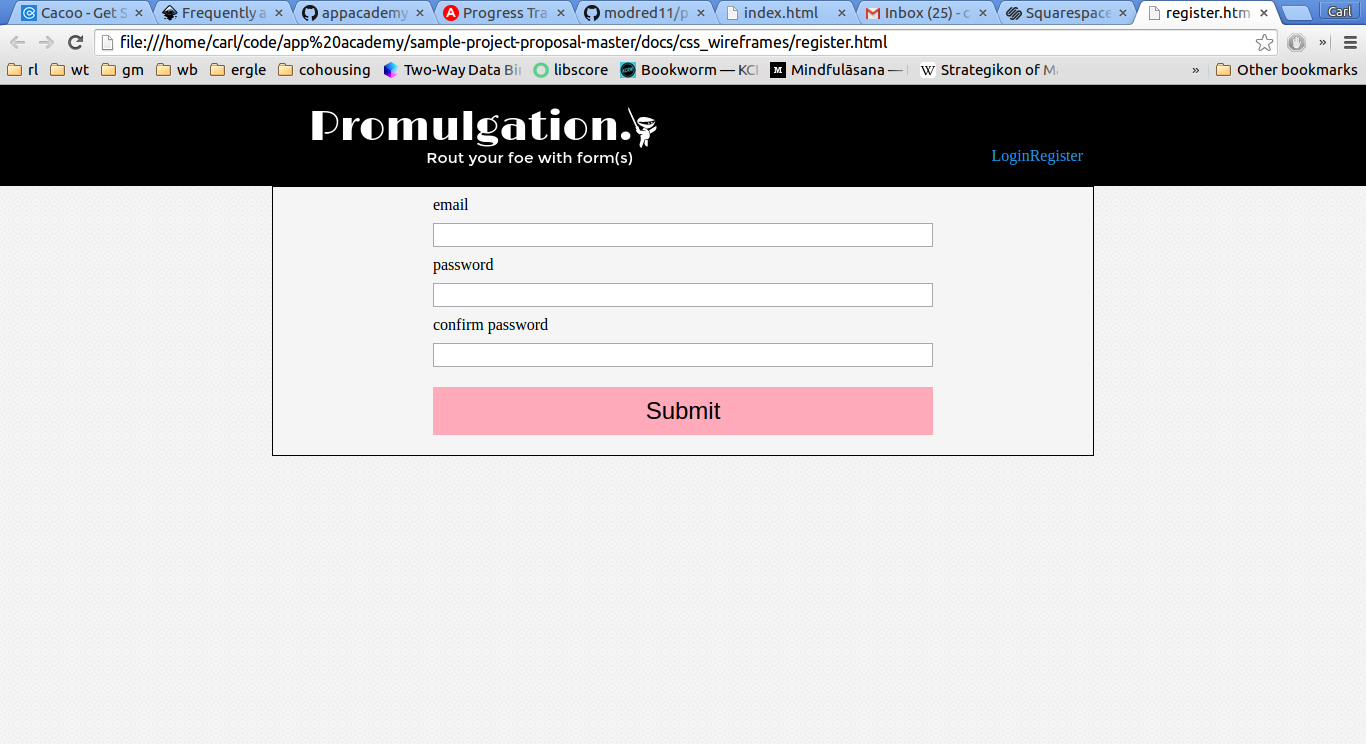 Cacoo - Get S Frequently a appacademy Progress Tra modred11/p index.html Inbox (25) - c Squarespace register.htm Carl
file:///home/carl/code/app%20academy/sample-project-proposal-master/docs/css_wireframes/register.html
rl wt gm wb ergle cohousing Two-Way Data Bin libscore Bookworm — KCI Mindfulāsana — Strategikon of Ma » Other bookmarks
Promulgation.
Rout your foe with form(s)
LoginRegister
email
password
confirm password
Submit